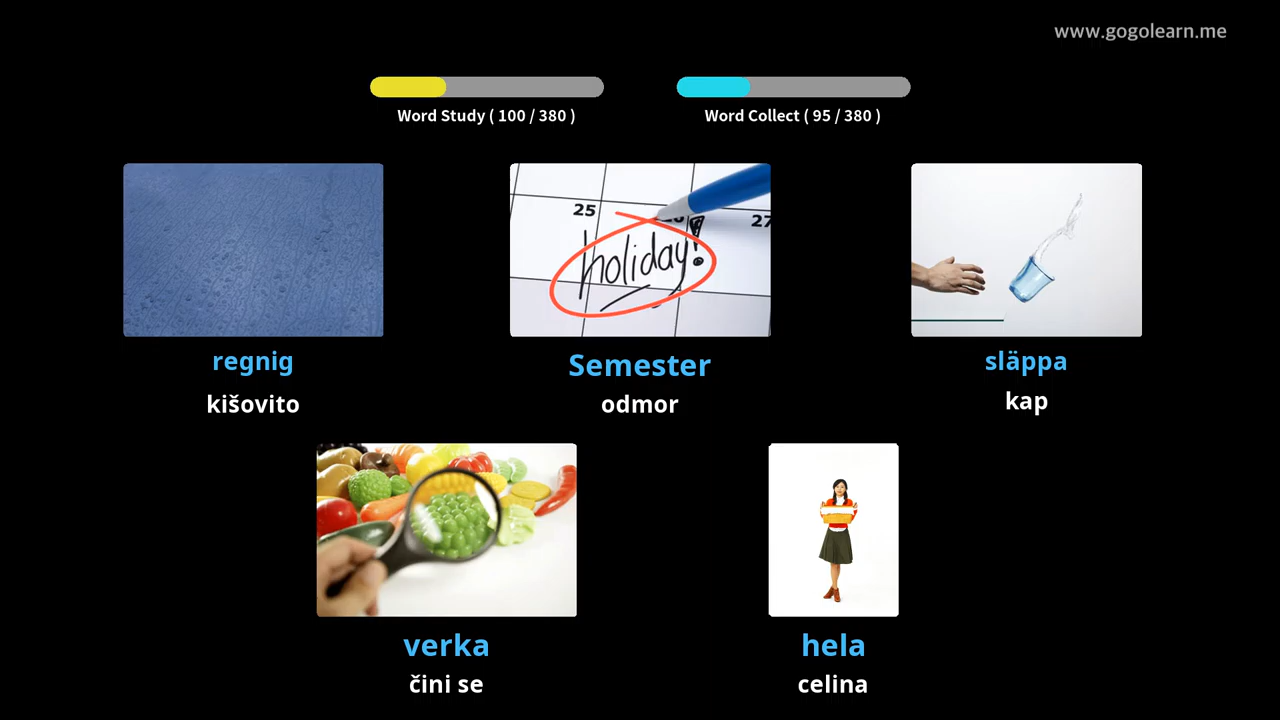 www.gogolearn.me
Word Study ( 100 / 380 )
Word Collect ( 95 / 380 )
25
27
holiday!
regnig
Semester
släppa
kišovito
odmor
kap
verka
hela
čini se
celina